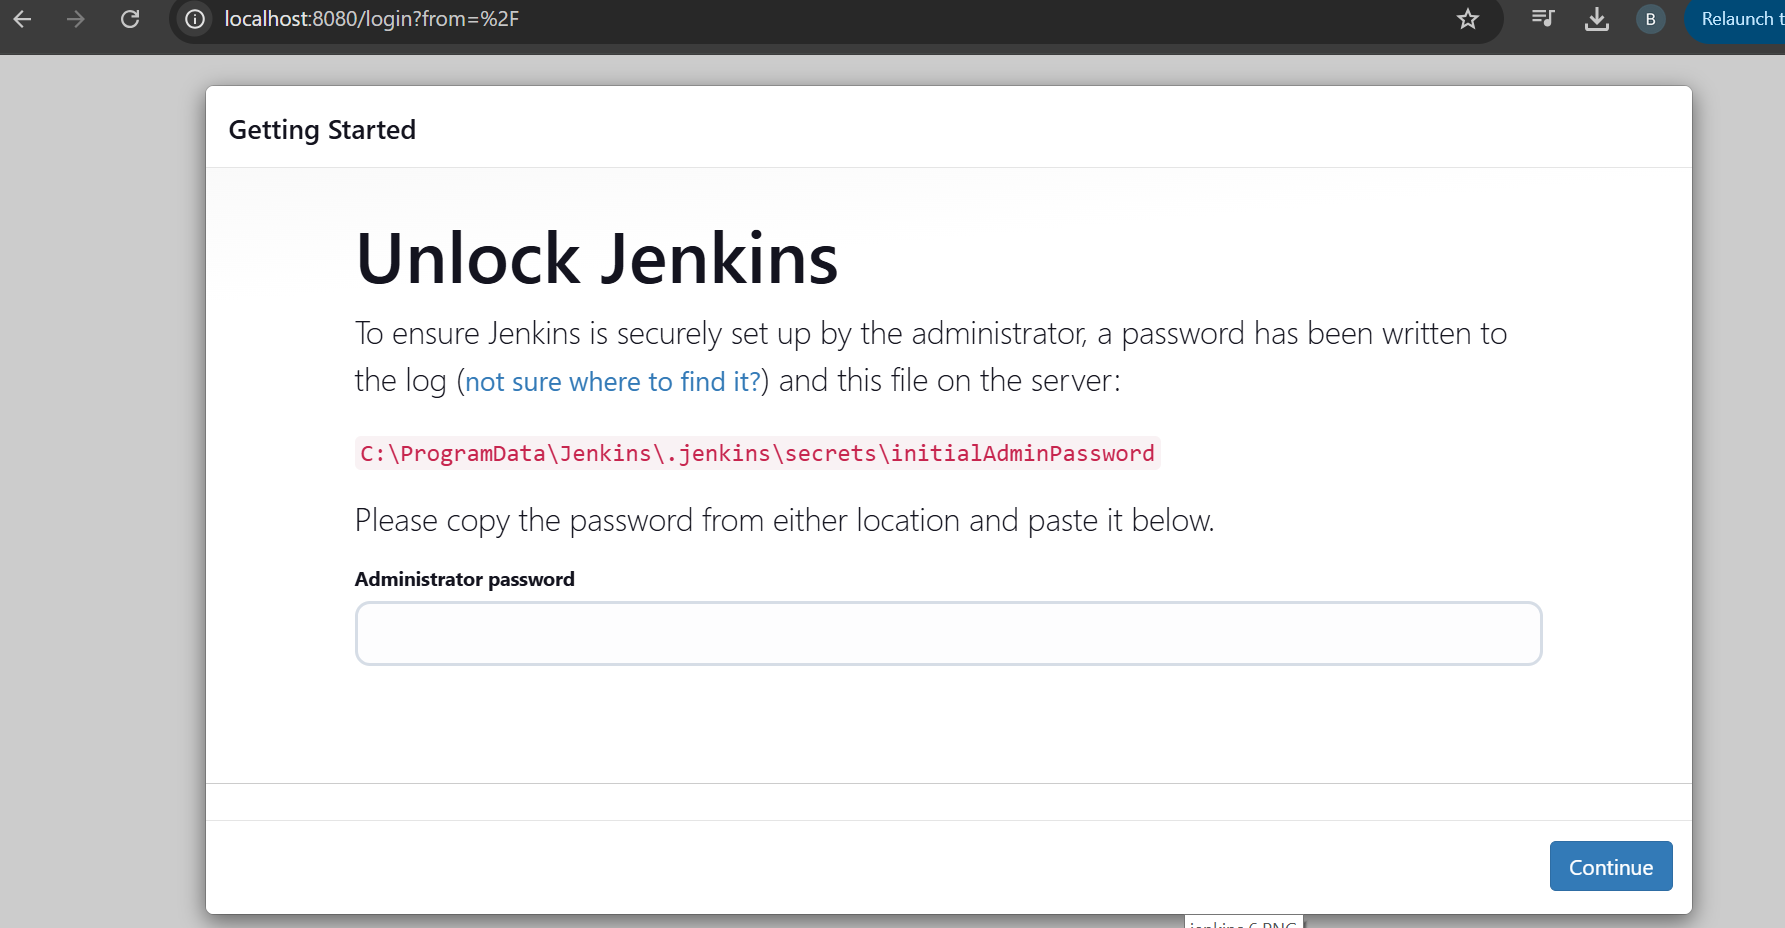 localhost:8080/login?from=%2F
B
Relaunch t
Getting Started
Unlock Jenkins
To ensure Jenkins is securely set up by the administrator, a password has been written to
the log (not sure where to find it?) and this file on the server:
C:\ProgramData\Jenkins\.jenkins\secrets\initialAdminPassword
Please copy the password from either location and paste it below.
Administrator password
Continue